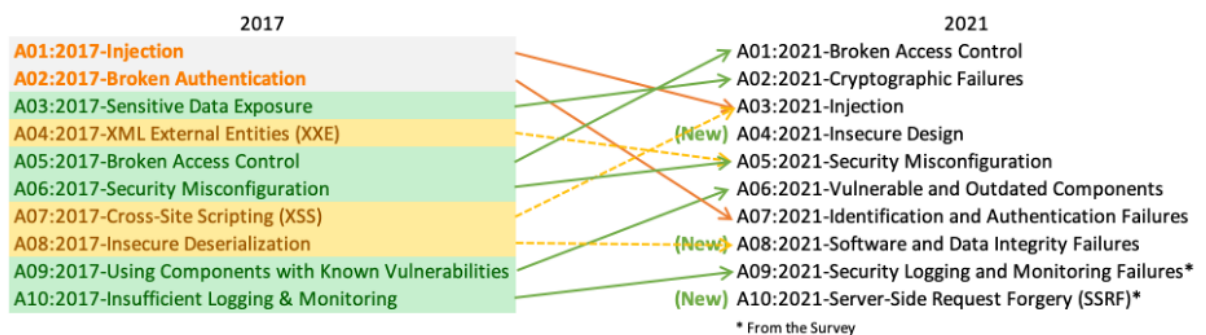 2017
A01:2017-Injection
A02:2017-Broken Authentication
A03:2017-Sensitive Data Exposure
A04:2017-XML External Entities (XXE)
A05:2017-Broken Access Control
A06:2017-Security Misconfiguration
A07:2017-Cross-Site Scripting (XSS)
A08:2017-Insecure Deserialization
A09:2017-Using Components with Known Vulnerabilities
A10:2017-Insufficient Logging & Monitoring
2021
A01:2021-Broken Access Control
A02:2021-Cryptographic Failures
A03:2021-Injection
(New) A04:2021-Insecure Design
A05:2021-Security Misconfiguration
A06:2021-Vulnerable and Outdated Components
A07:2021-Identification and Authentication Failures
(New) A08:2021-Software and Data Integrity Failures
A09:2021-Security Logging and Monitoring Failures*
(New) A10:2021-Server-Side Request Forgery (SSRF)*
* From the Survey